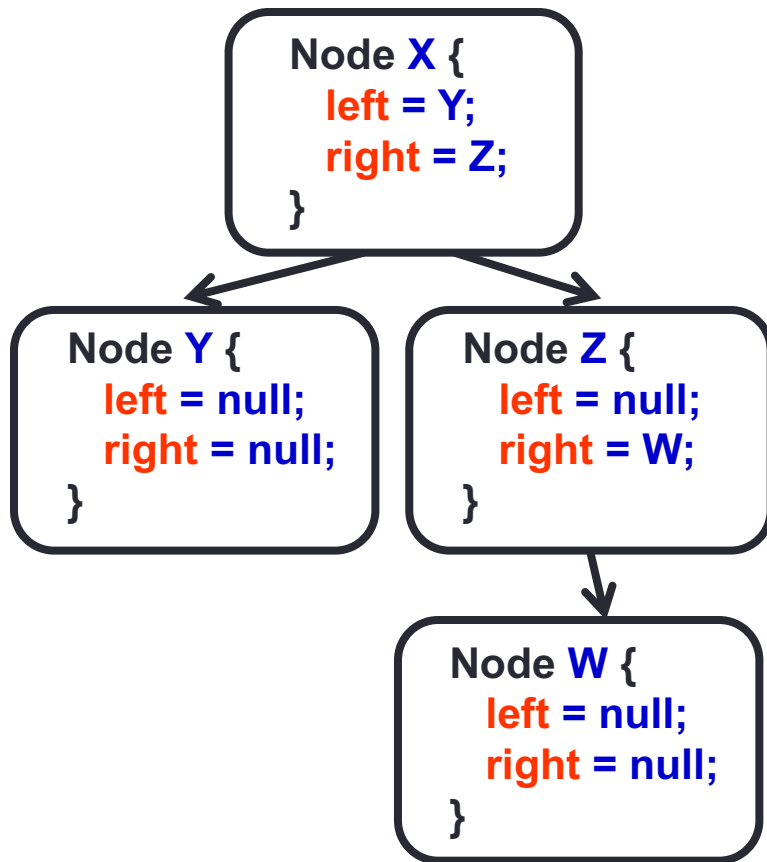 Node X {
left = Y;
right = Z;
}
Node Y {
left = null;
right = null;
}
Node Z {
left = null;
right = W;
}
Node W {
left = null;
right = null;
}